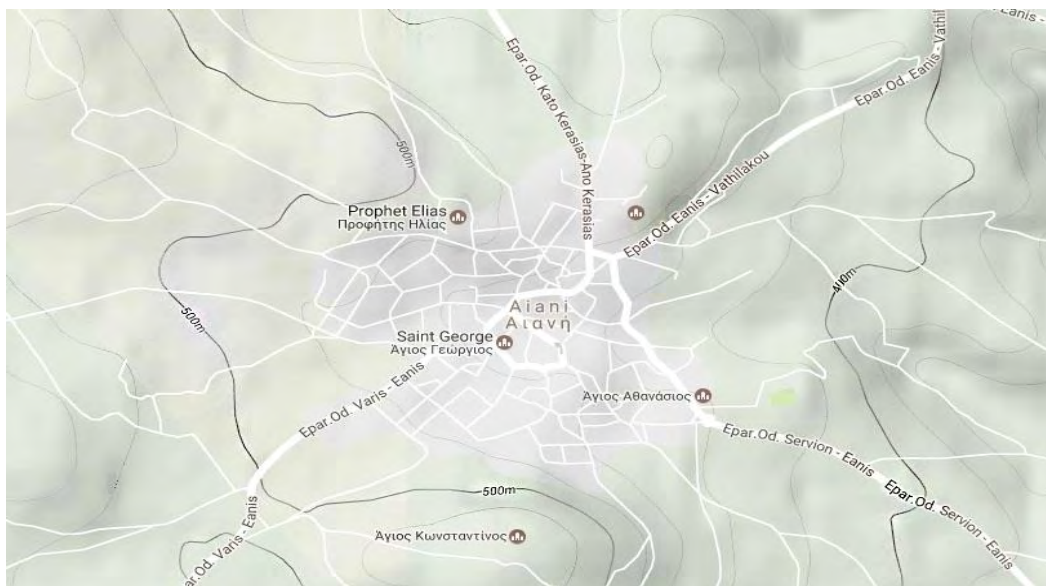 Eanis -
Epar.Od. Eanis - Vathil
Epar.Od. Kato Kerasias-Ano Kerasias
Epar.Od. Eanis - Vathilakou
500m
Prophet Elias
Προφήτης Ηλίας
Epar.Od. Eanis - Vathilakou
400m
500m
Aiani
Αιανή
Saint George
Άγιος Γεώργιος
Epar.Od. Varis - Eanis
Άγιος Αθανάσιος
Epar.Od. Servion - Eanis
500m
Epar.Od. Servion - Eanis
Άγιος Κωνσταντίνος
Epar.Od. Varis - Eanis